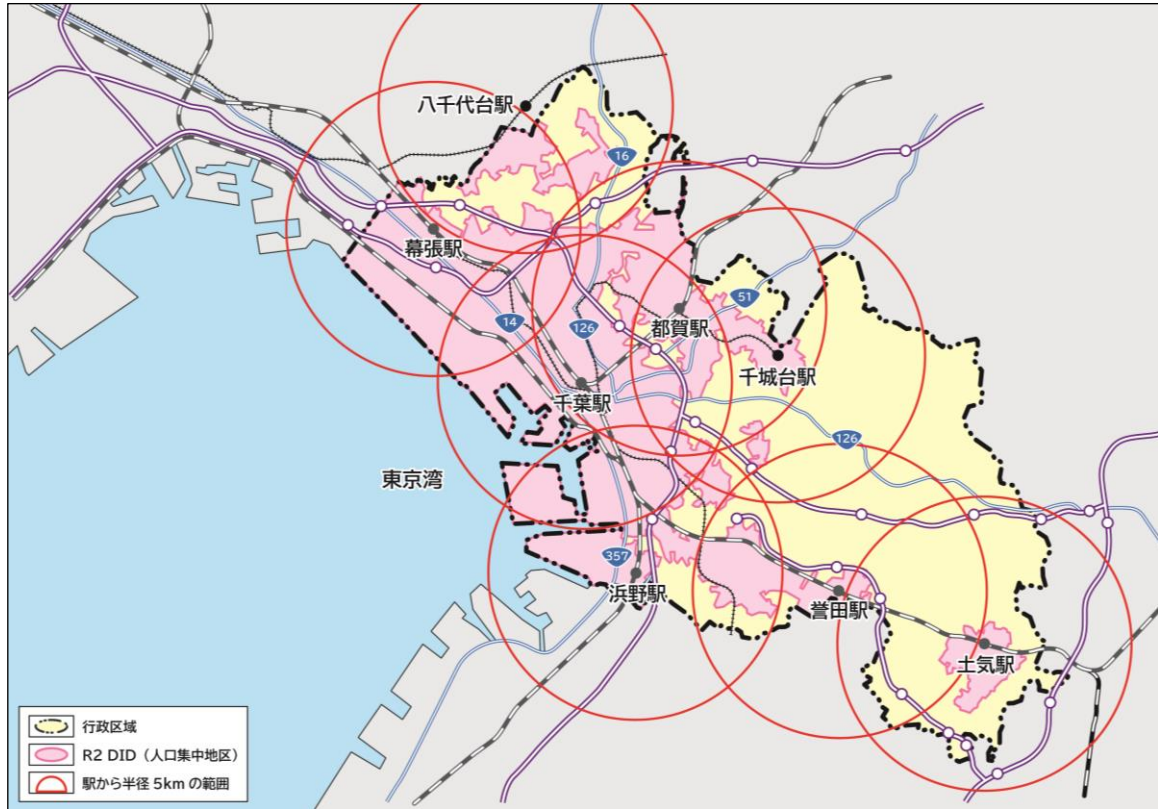 八千代台駅
16
幕張駅
51
14
126
都賀駅
千城台駅
千葉駅
126
東京湾
357
浜野駅
誉田駅
土気駅
行政区域
R2 DID（人口集中地区）
駅から半径 5km の範囲